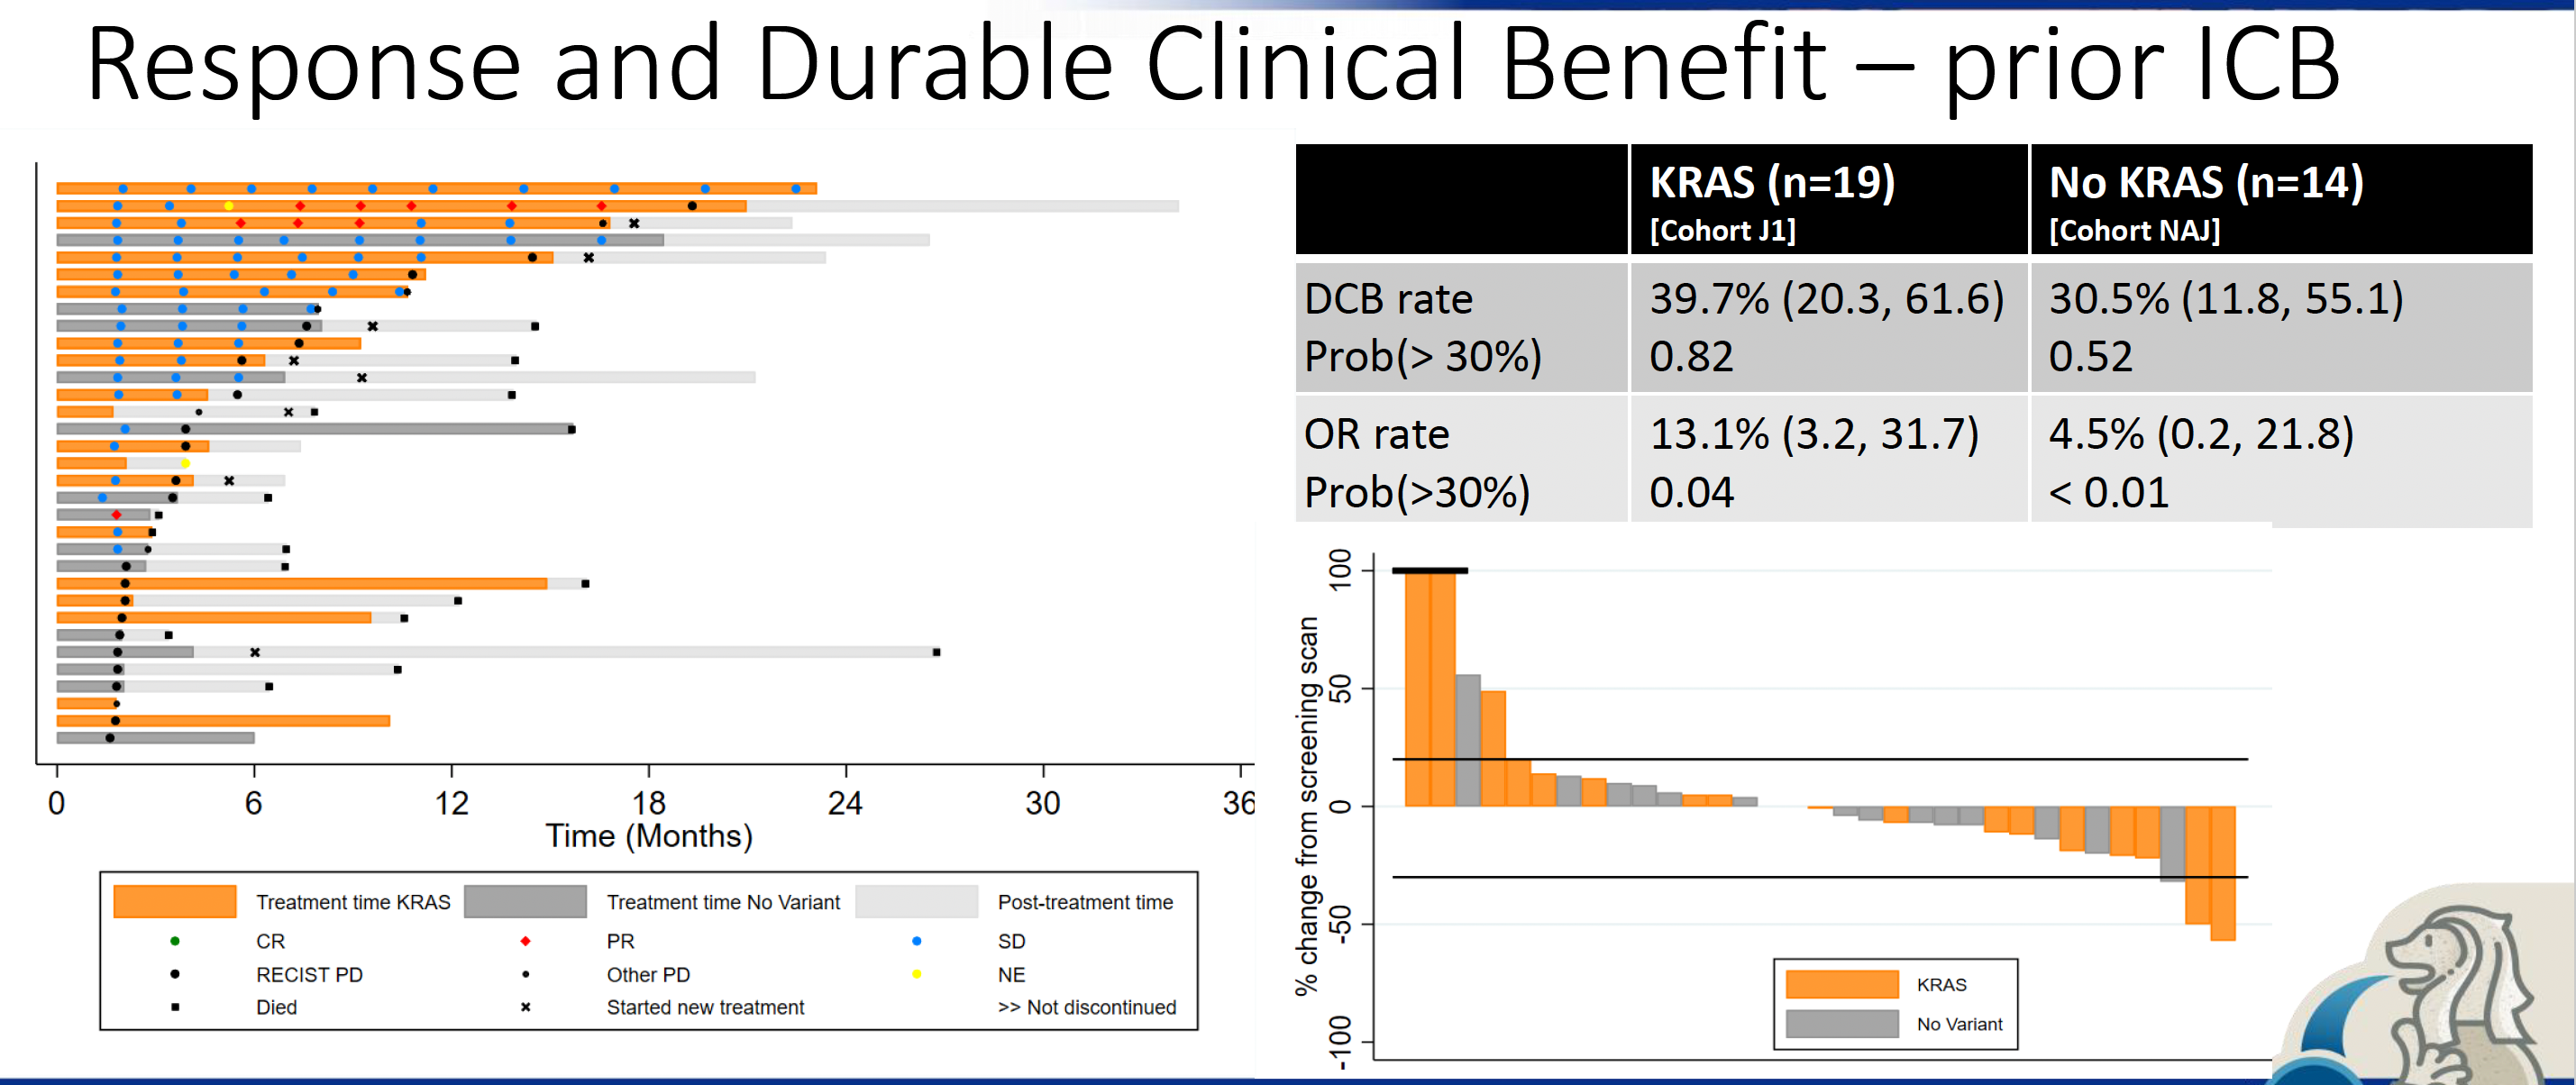 Response and Durable Clinical Benefit – prior ICB
KRAS (n=19)
[Cohort J1]
No KRAS (n=14)
[Cohort NAJ]
DCB rate
Prob(> 30%)
39.7% (20.3, 61.6)
0.82
30.5% (11.8, 55.1)
0.52
OR rate
Prob(>30%)
13.1% (3.2, 31.7)
0.04
4.5% (0.2, 21.8)
< 0.01
0 6 12 18 24 30 36
Time (Months)
Treatment time KRAS
Treatment time No Variant
Post-treatment time
CR
PR
SD
RECIST PD
Other PD
NE
Died
Started new treatment
>> Not discontinued
% change from screening scan
100
50
0
-50
-100
KRAS
No Variant